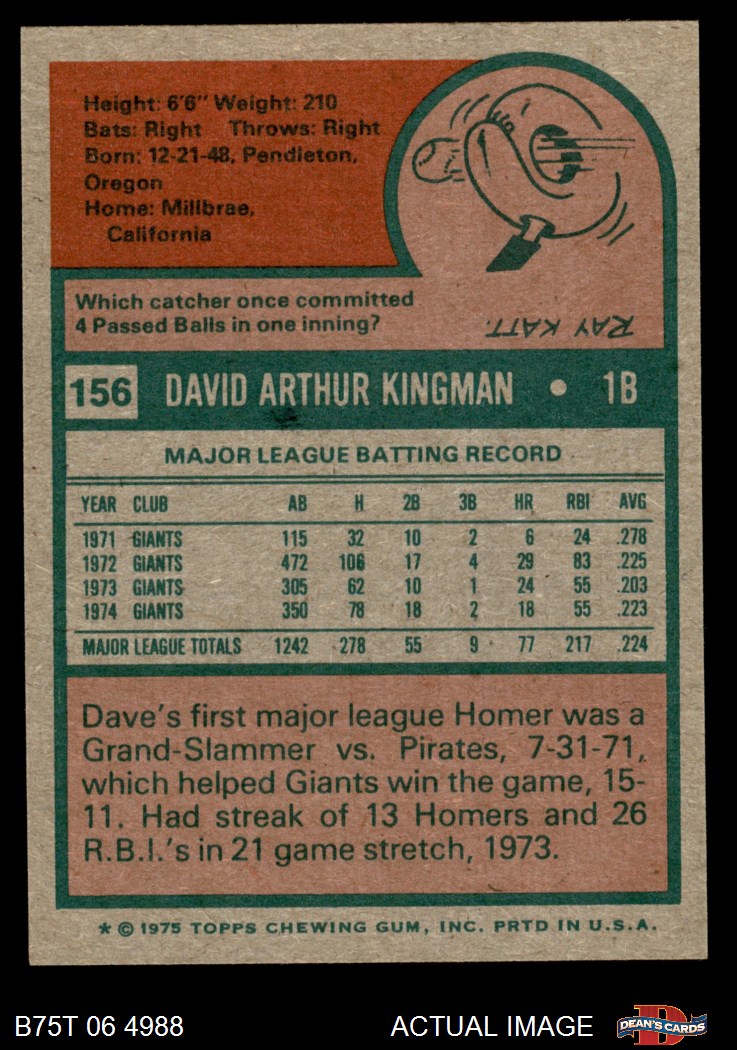 Height: 6'6" Weight: 210
Bats: Right Throws: Right
Born: 12-21-48, Pendleton,
Oregon
Home: Millbrae,
California
Which catcher once committed
4 Passed Balls in one inning?
RAY KATT.
156 DAVID ARTHUR KINGMAN • 1B
MAJOR LEAGUE BATTING RECORD
YEAR CLUB AB H 2B 3B HR RBI AVG
1971 GIANTS 115 32 10 2 6 24 .278
1972 GIANTS 472 106 17 4 29 83 .225
1973 GIANTS 305 62 10 1 24 55 .203
1974 GIANTS 350 78 18 2 18 55 .223
MAJOR LEAGUE TOTALS 1242 278 55 9 77 217 .224
Dave's first major league Homer was a
Grand-Slammer vs. Pirates, 7-31-71,
which helped Giants win the game, 15-
11. Had streak of 13 Homers and 26
R.B.I.'s in 21 game stretch, 1973.
* © 1975 TOPPS CHEWING GUM, INC. PRTD IN U.S.A.
B75T 06 4988 ACTUAL IMAGE D DEAN'S CARDS